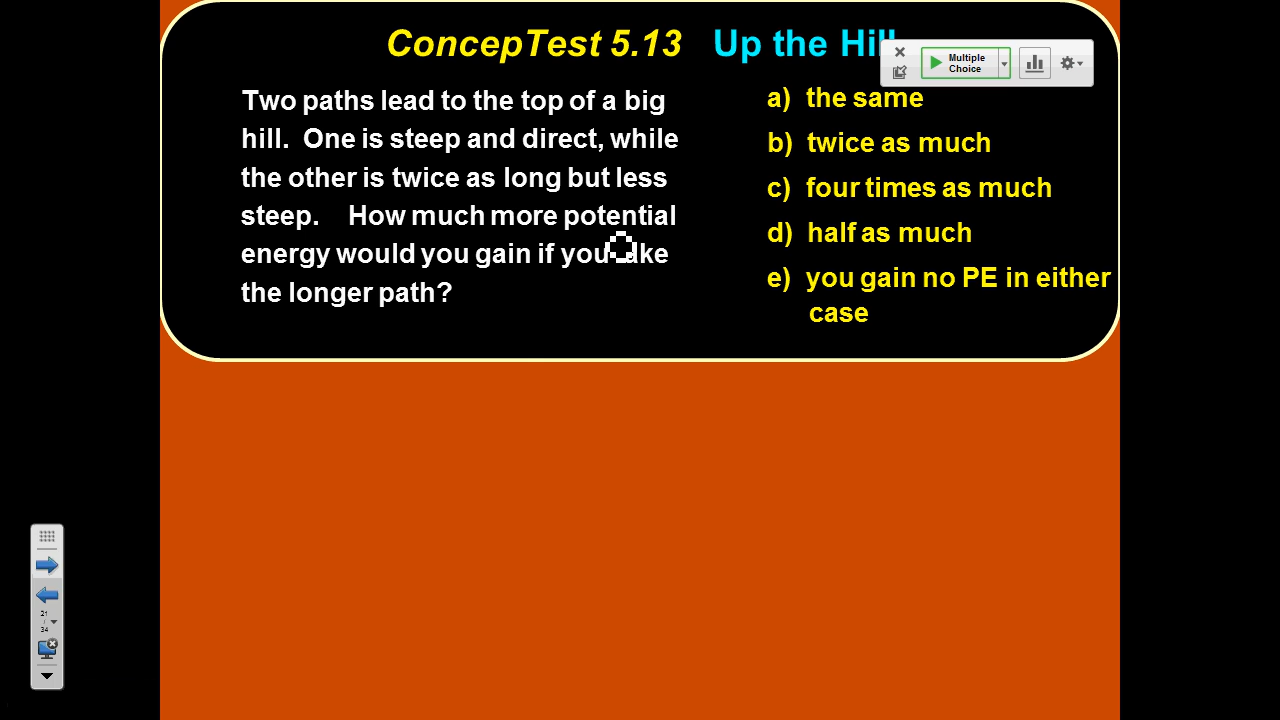 ConcepTest 5.13 Up the Hill
Multiple
Choice
Two paths lead to the top of a big
hill. One is steep and direct, while
the other is twice as long but less
steep. How much more potential
energy would you gain if you take
the longer path?
a) the same
b) twice as much
c) four times as much
d) half as much
e) you gain no PE in either
case
21
/
34